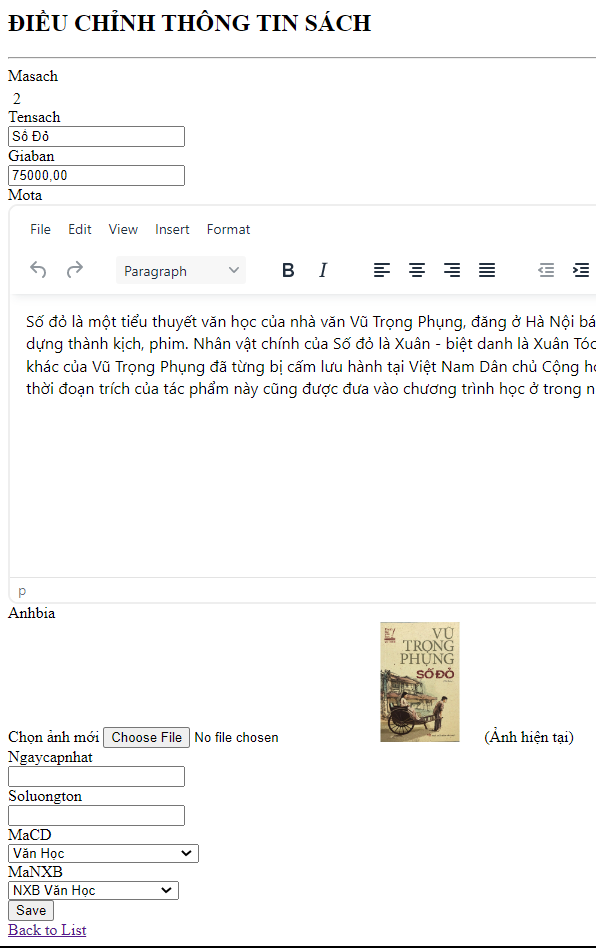 ĐIỀU CHỈNH THÔNG TIN SÁCH
Masach
2
Tensach
Số Đỏ
Giaban
75000,00
Mota
File Edit View Insert Format
Paragraph B I
Số đỏ là một tiểu thuyết văn học của nhà văn Vũ Trọng Phụng, đăng ở Hà Nội bá
dựng thành kịch, phim. Nhân vật chính của Số đỏ là Xuân - biệt danh là Xuân Tóc
khác của Vũ Trọng Phụng đã từng bị cấm lưu hành tại Việt Nam Dân chủ Cộng h
thời đoạn trích của tác phẩm này cũng được đưa vào chương trình học ở trong n
p
Anhbia
VŨ
TRỌNG
PHỤNG
SỐ ĐỎ
Chọn ảnh mới Choose File No file chosen (Ảnh hiện tại)
Ngaycapnhat
Soluongton
MaCD
Văn Học
MaNXB
NXB Văn Học
Save
Back to List